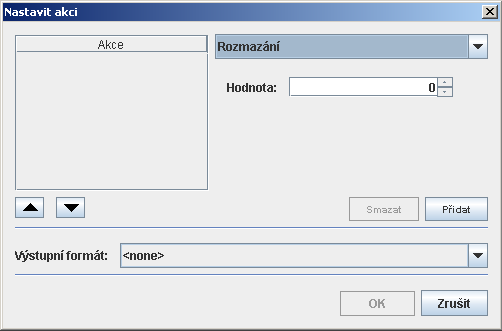 Nastavit akci
Akce
Rozmazání
Hodnota: 0
Smazat
Přidat
Výstupní formát: <none>
OK
Zrušit